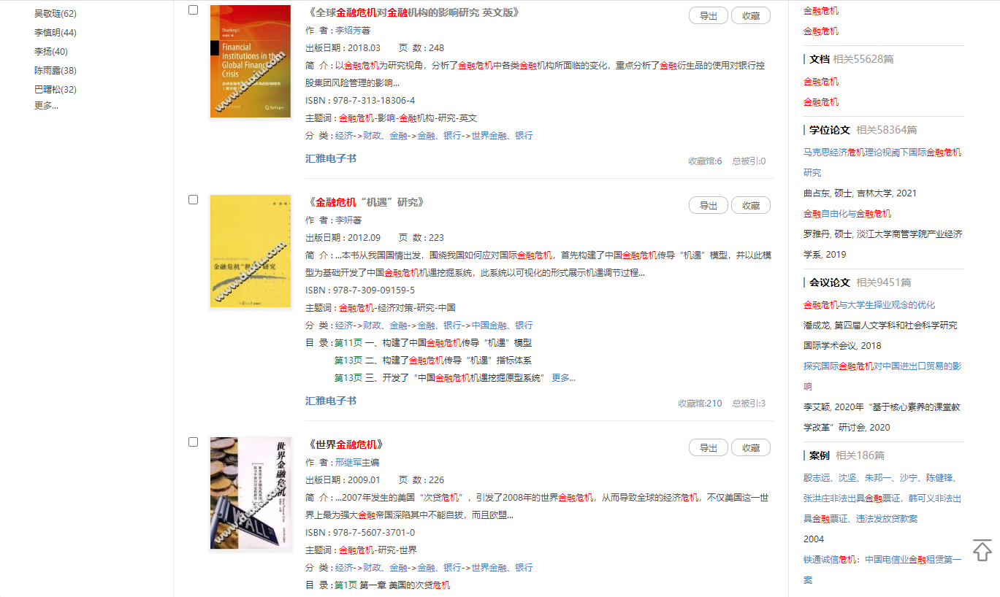 吴敬琏(62)
李慎明(44)
李扬(40)
陈雨露(38)
巴曙松(32)
更多...
Financial
Institutions in the
Global Financial
Crisis
Springer
www.duxiu.com
《全球金融危机对金融机构的影响研究 英文版》
导出 收藏
作 者 : 李绍芳著
出版日期 : 2018.03 页 数 : 248
简 介 : 以金融危机为研究视角，分析了金融危机中各类金融机构所面临的变化，重点分析了金融衍生品的使用对银行控
股集团风险管理的影响...
ISBN : 978-7-313-18306-4
主题词 : 金融危机-影响-金融机构-研究-英文
分 类 : 经济->财政、金融->金融、银行->世界金融、银行
汇雅电子书
收藏馆:6 总被引:0
金融危机“机遇”研究
www.duxiu.com
《金融危机“机遇”研究》
导出 收藏
作 者 : 李妍著
出版日期 : 2012.09 页 数 : 223
简 介 : ...本书从我国国情出发，围绕我国如何应对国际金融危机，首先构建了中国金融危机传导“机遇”模型，并以此模
型为基础开发了中国金融危机机遇挖掘系统，此系统以可视化的形式展示机遇调节过程...
ISBN : 978-7-309-09159-5
主题词 : 金融危机-经济对策-研究-中国
分 类 : 经济->财政、金融->金融、银行->中国金融、银行
目 录 : 第11页 一、构建了中国金融危机传导“机遇”模型
第13页 二、构建了金融危机传导“机遇”指标体系
第13页 三、开发了“中国金融危机机遇挖掘原型系统” 更多...
汇雅电子书
收藏馆:210 总被引:3
世界金融危机
WALL
www.duxiu.com
《世界金融危机》
导出 收藏
作 者 : 邢继军主编
出版日期 : 2009.01 页 数 : 226
简 介 : ...2007年发生的美国“次贷危机”，引发了2008年的世界金融危机，从而导致全球的经济危机，不仅美国这一世
界上最为强大金融帝国深陷其中不能自拔，而且欧盟...
ISBN : 978-7-5607-3701-0
主题词 : 金融危机-研究-世界
分 类 : 经济->财政、金融->金融、银行->世界金融、银行
目 录 : 第1页 第一章 美国的次贷危机
金融危机
金融危机
文档 相关55628篇
金融危机
金融危机
学位论文 相关58364篇
马克思经济危机理论视阈下国际金融危机
研究
曲占东, 硕士, 吉林大学, 2021
金融自由化与金融危机
罗雅丹, 硕士, 淡江大学商管学院产业经济
学系, 2019
会议论文 相关9451篇
金融危机与大学生择业观念的优化
潘成龙, 第四届人文学科和社会科学研究
国际学术会议, 2018
探究国际金融危机对中国进出口贸易的影
响
李艾颖, 2020年“基于核心素养的课堂教
学改革”研讨会, 2020
案例 相关186篇
殷志远、沈坚、朱邦一、沙宁、陈健锋、
张洪庄非法出具金融票证，韩可义非法出
具金融票证、违法发放贷款案
2004
铁通诚信危机：中国电信业金融租赁第一
案